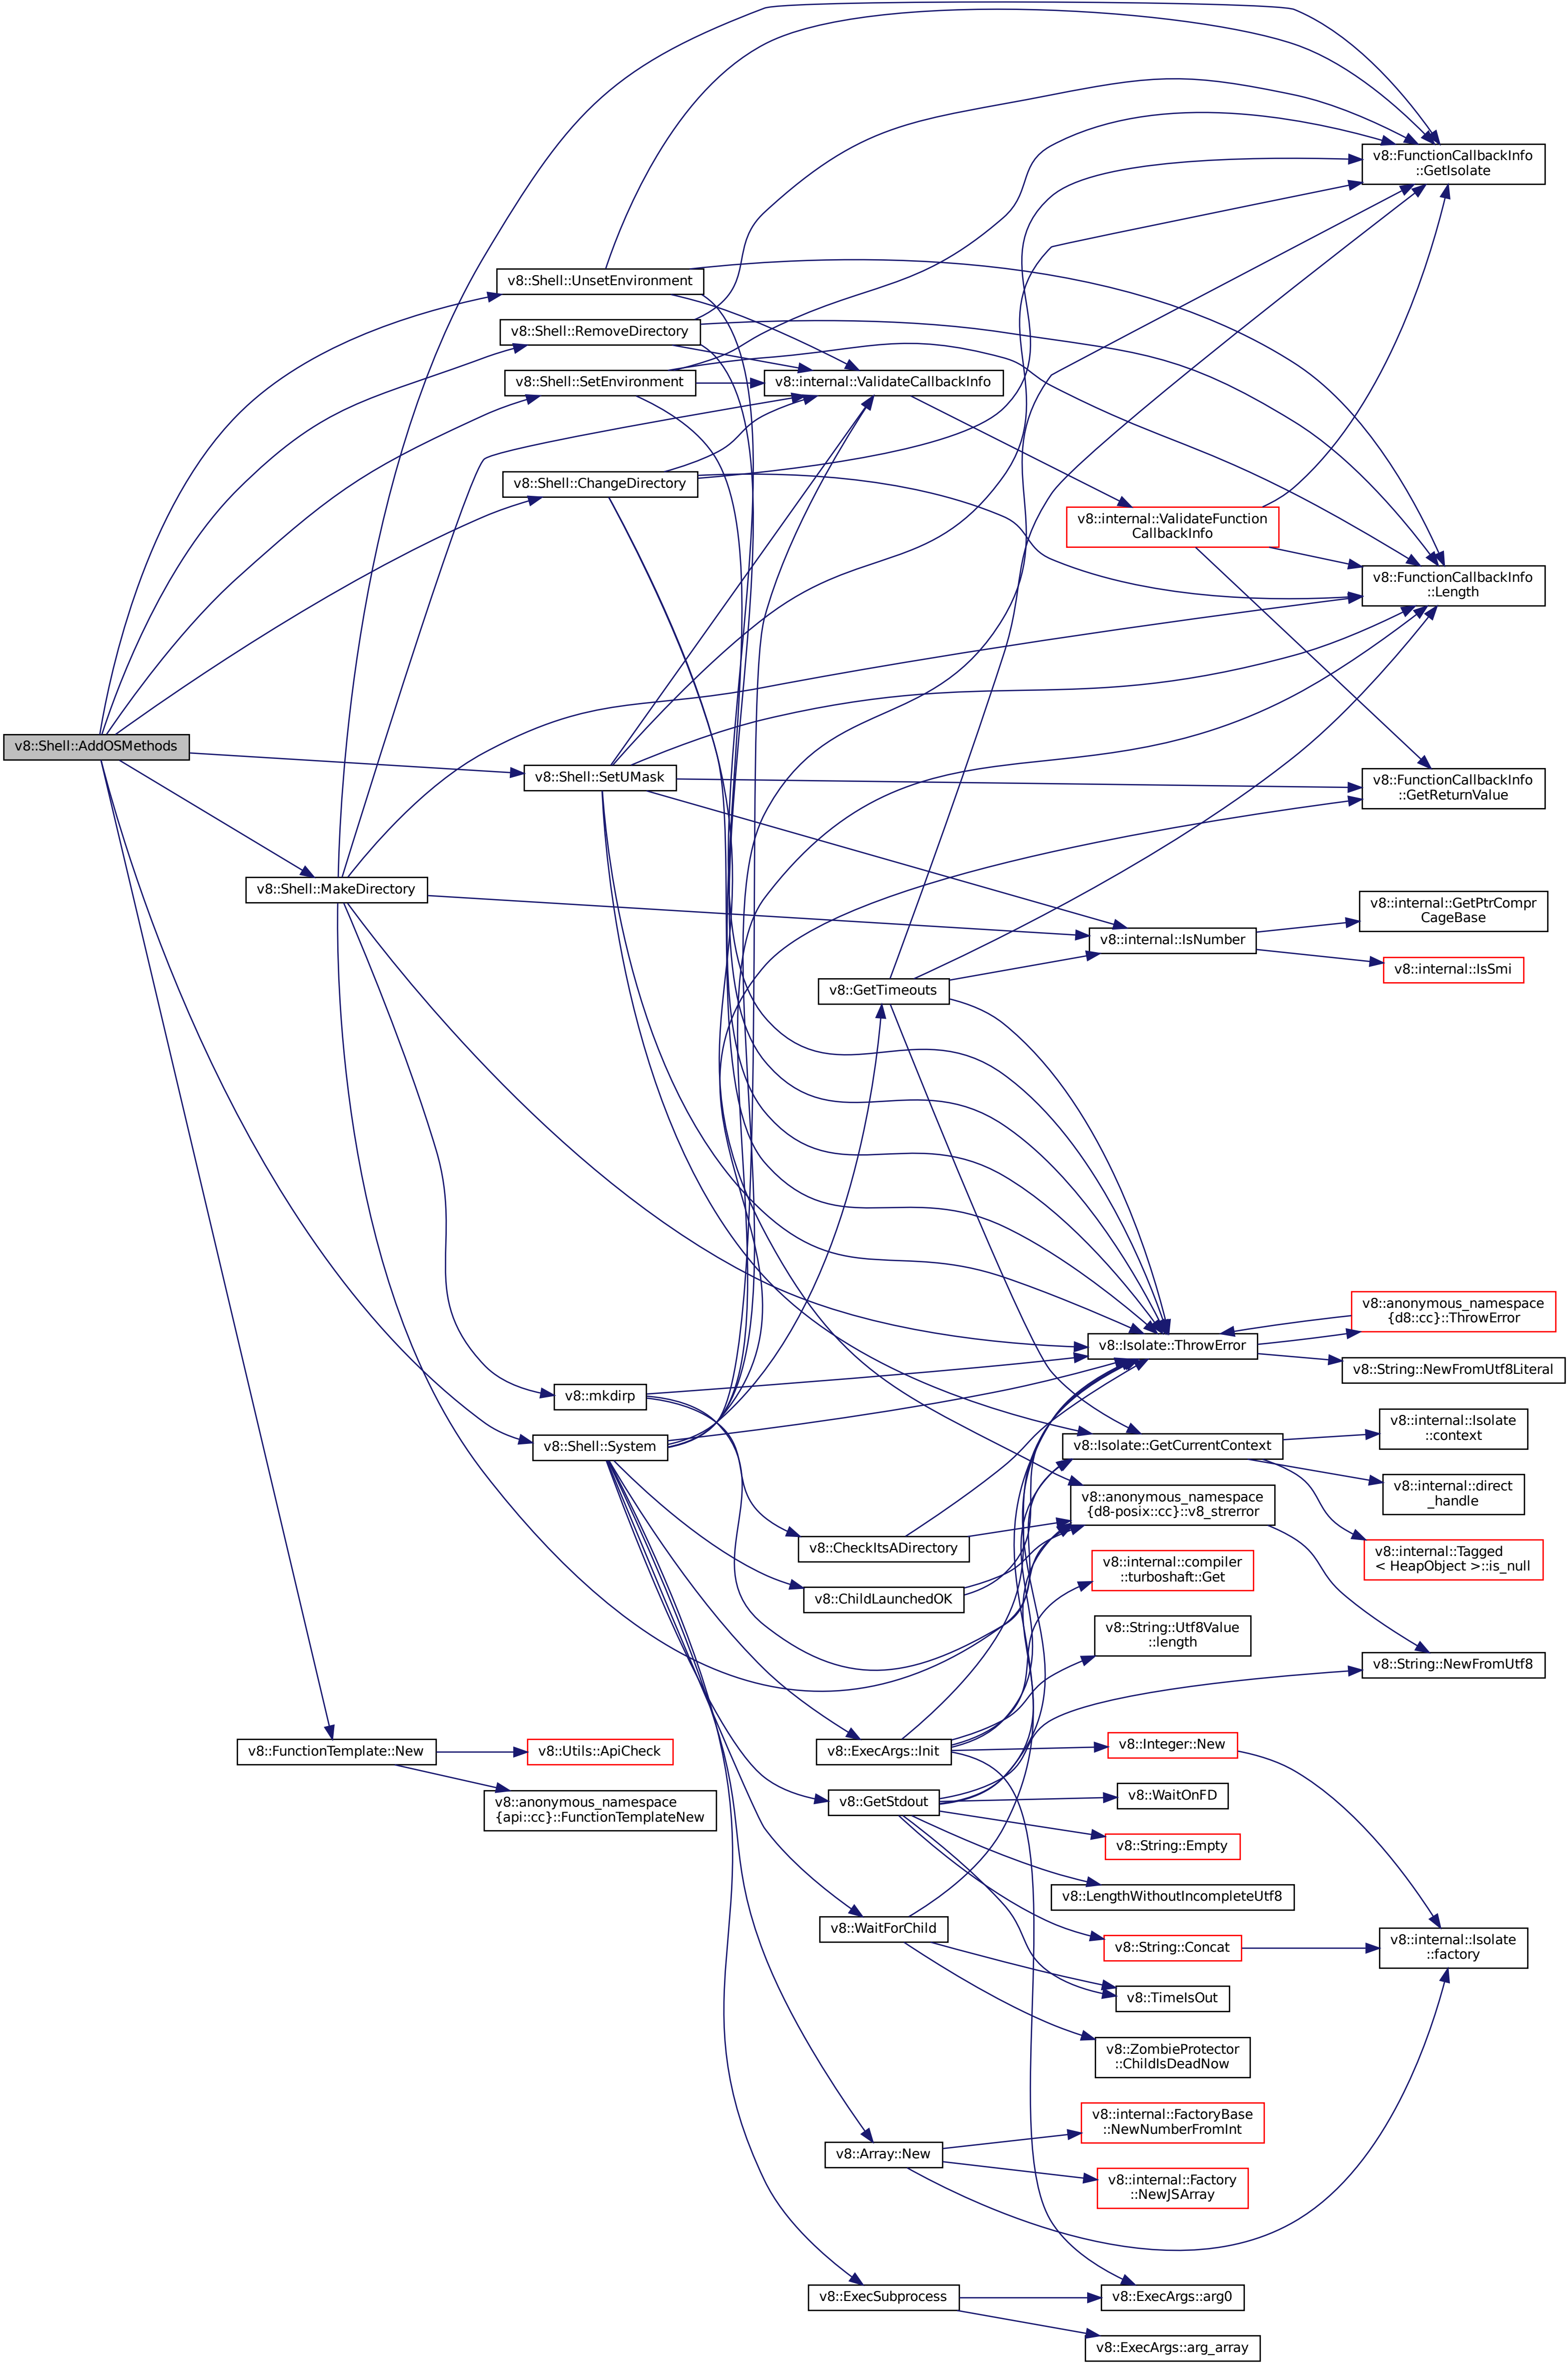 v8::FunctionCallbackInfo
::GetIsolate
v8::Shell::UnsetEnvironment
v8::Shell::RemoveDirectory
v8::Shell::SetEnvironment
v8::internal::ValidateCallbackInfo
v8::Shell::ChangeDirectory
v8::internal::ValidateFunction
CallbackInfo
v8::FunctionCallbackInfo
::Length
v8::Shell::AddOSMethods
v8::Shell::SetUMask
v8::FunctionCallbackInfo
::GetReturnValue
v8::Shell::MakeDirectory
v8::internal::GetPtrCompr
CageBase
v8::internal::IsNumber
v8::internal::IsSmi
v8::GetTimeouts
v8::anonymous_namespace
{d8::cc}::ThrowError
v8::Isolate::ThrowError
v8::String::NewFromUtf8Literal
v8::mkdirp
v8::Shell::System
v8::Isolate::GetCurrentContext
v8::internal::Isolate
::context
v8::internal::direct
_handle
v8::anonymous_namespace
{d8-posix::cc}::v8_strerror
v8::CheckItsADirectory
v8::internal::Tagged
< HeapObject >::is_null
v8::internal::compiler
::turboshaft::Get
v8::ChildLaunchedOK
v8::String::Utf8Value
::length
v8::String::NewFromUtf8
v8::FunctionTemplate::New
v8::Utils::ApiCheck
v8::ExecArgs::Init
v8::Integer::New
v8::anonymous_namespace
{api::cc}::FunctionTemplateNew
v8::GetStdout
v8::WaitOnFD
v8::String::Empty
v8::LengthWithoutIncompleteUtf8
v8::WaitForChild
v8::String::Concat
v8::internal::Isolate
::factory
v8::TimeIsOut
v8::ZombieProtector
::ChildIsDeadNow
v8::internal::FactoryBase
::NewNumberFromInt
v8::Array::New
v8::internal::Factory
::NewJSArray
v8::ExecSubprocess
v8::ExecArgs::arg0
v8::ExecArgs::arg_array